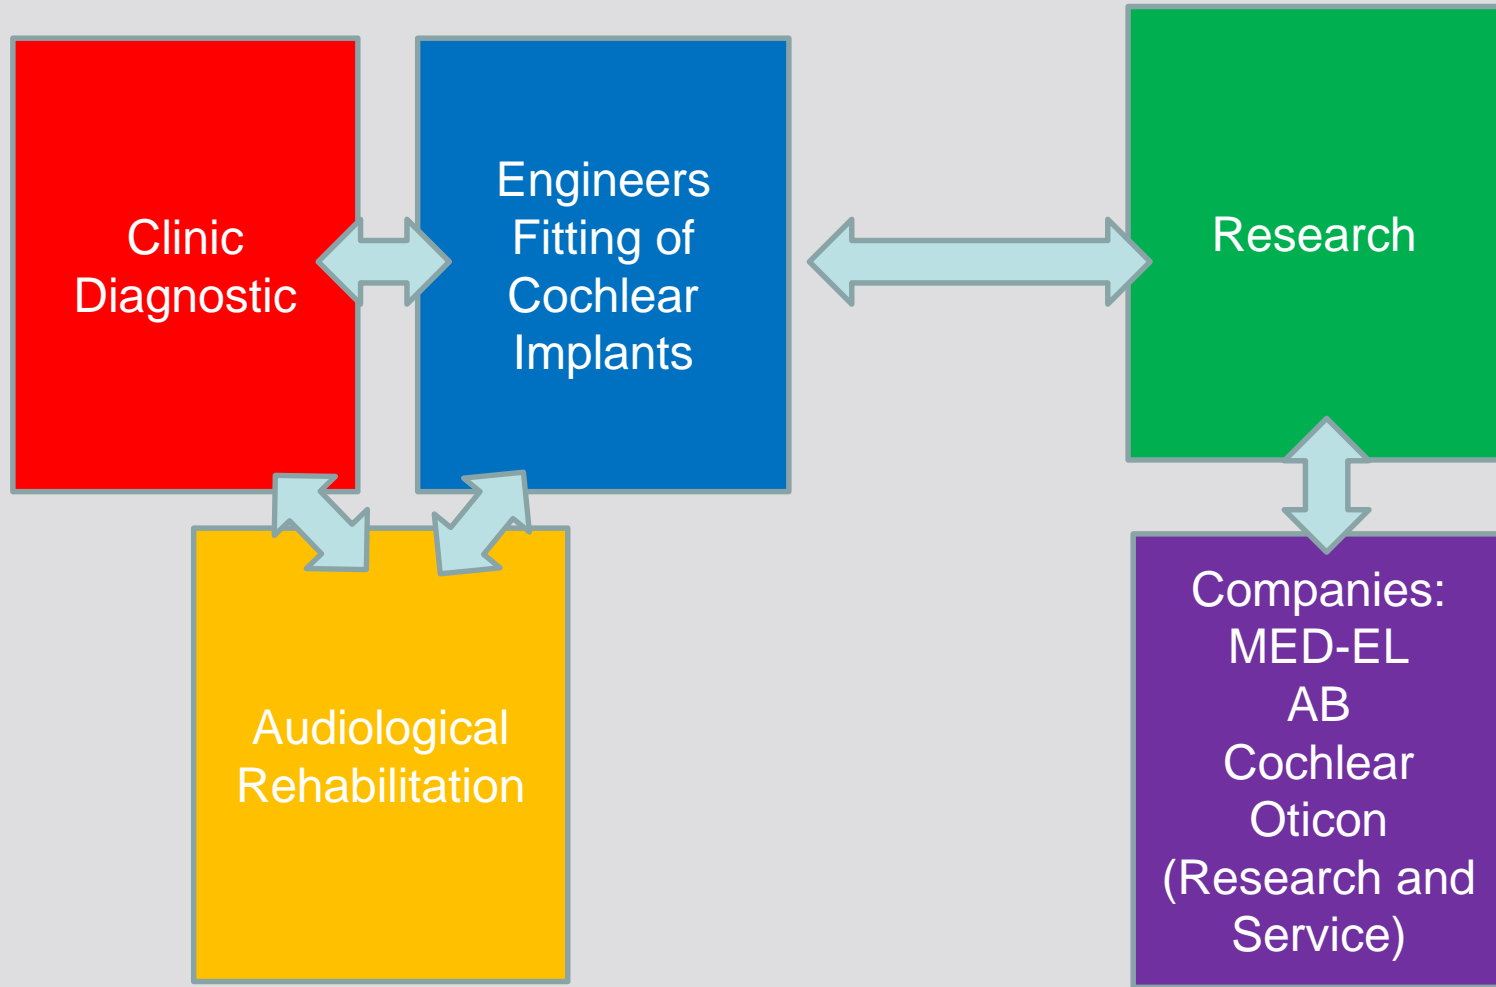 Clinic
Diagnostic
Engineers
Fitting of
Cochlear
Implants
Research
Audiological
Rehabilitation
Companies:
MED-EL
AB
Cochlear
Oticon
(Research and
Service)